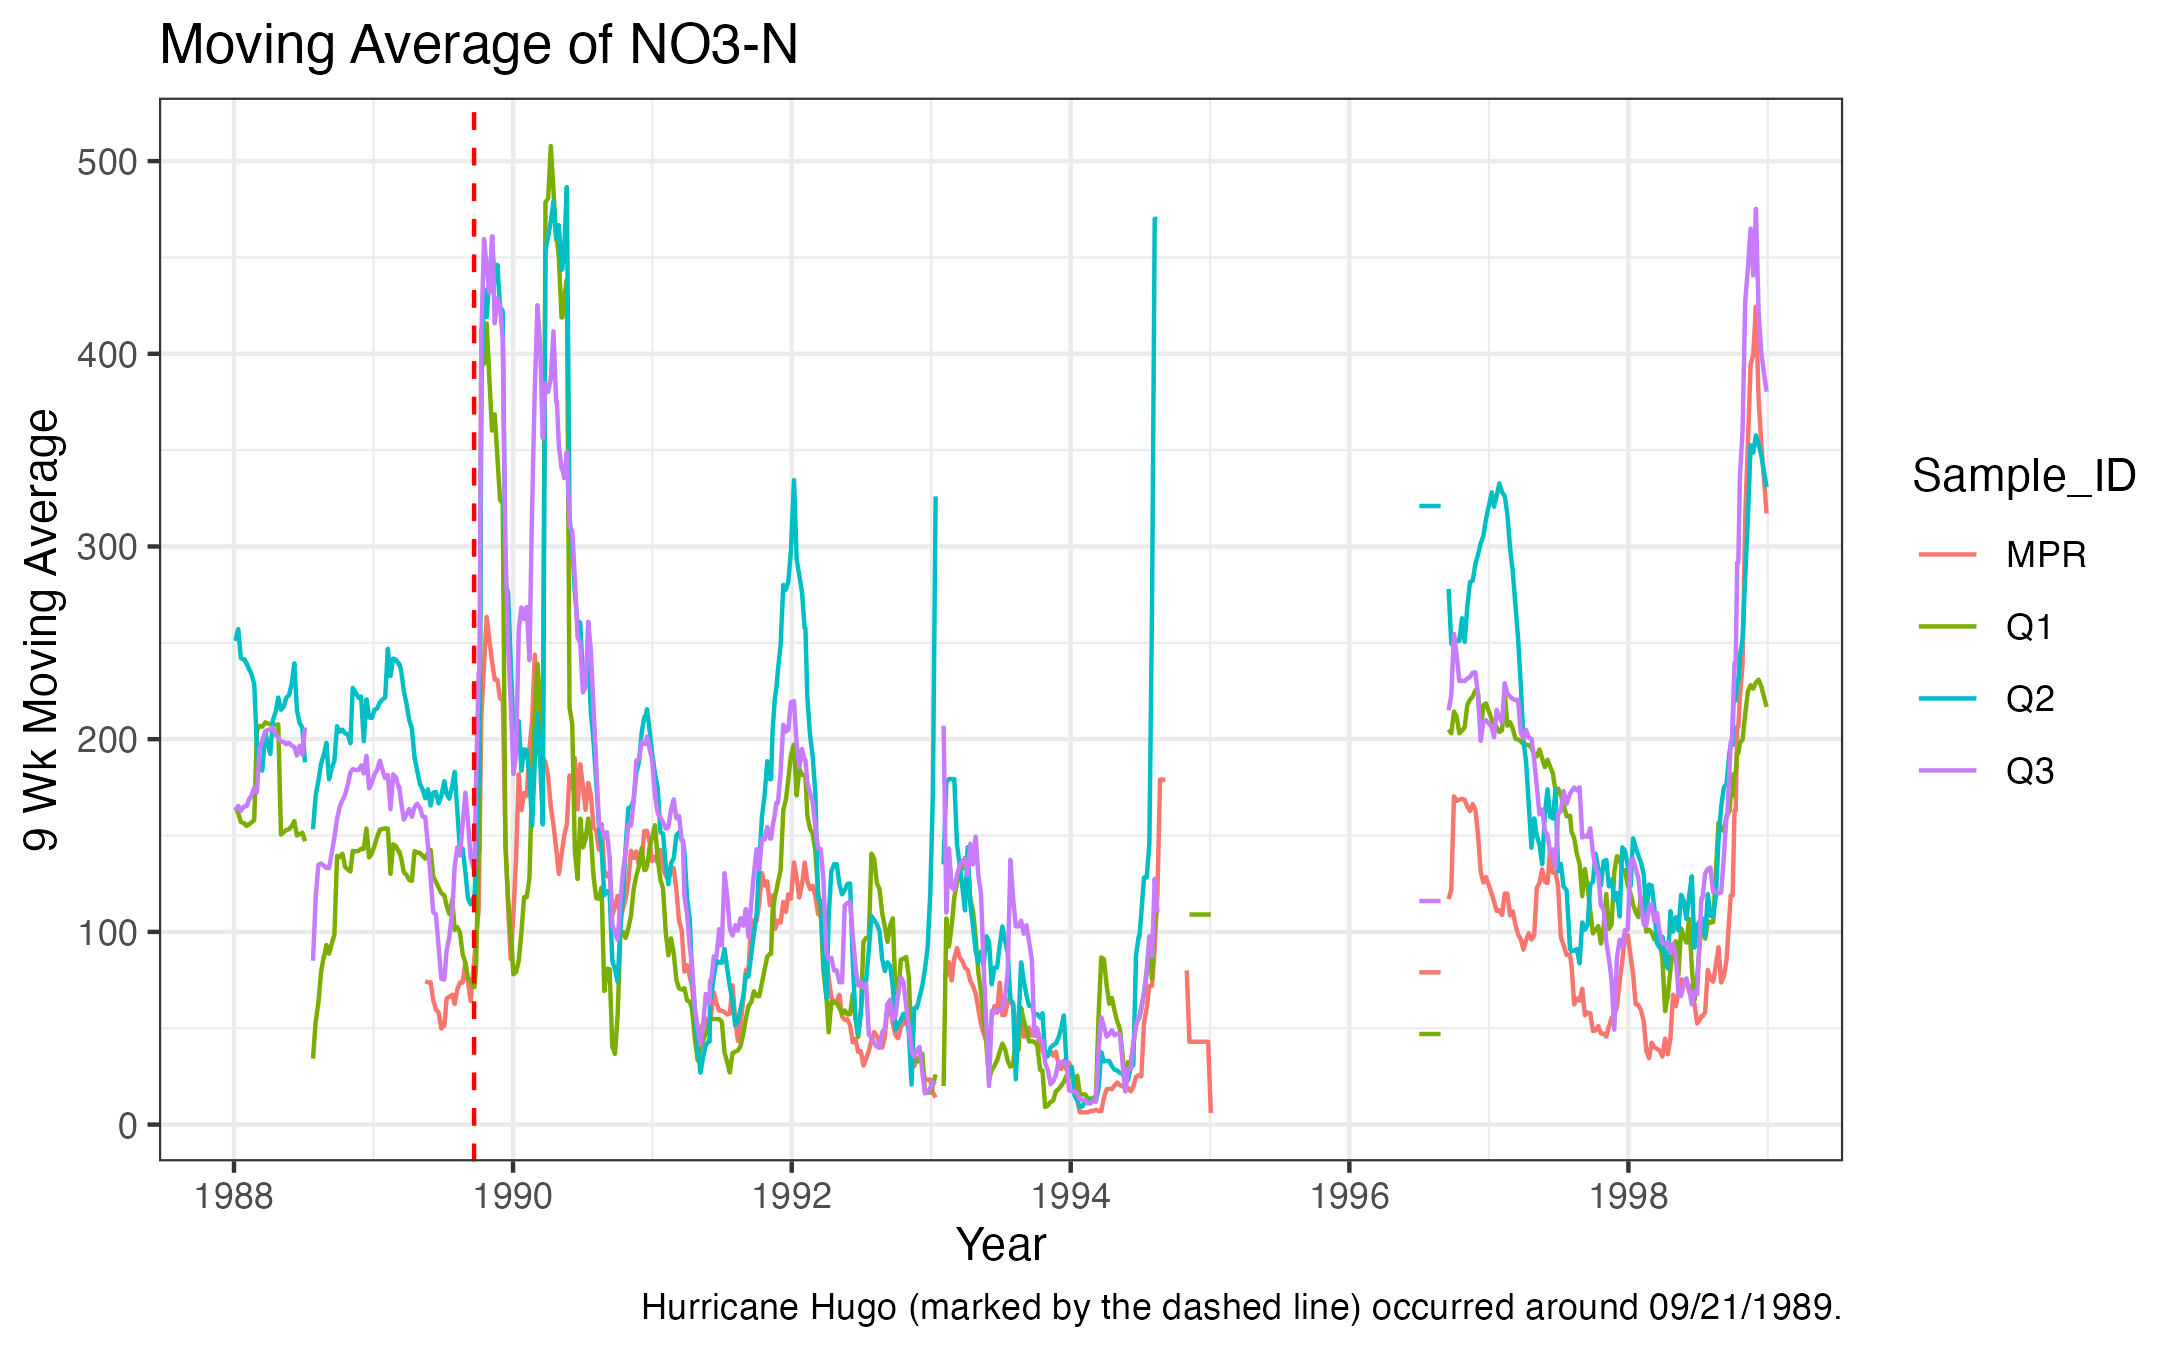 Moving Average of NO3-N
9 Wk Moving Average
500
400
300
200
100
0
1988
1990
1992
1994
1996
1998
Year
Sample_ID
MPR
Q1
Q2
Q3
Hurricane Hugo (marked by the dashed line) occurred around 09/21/1989.